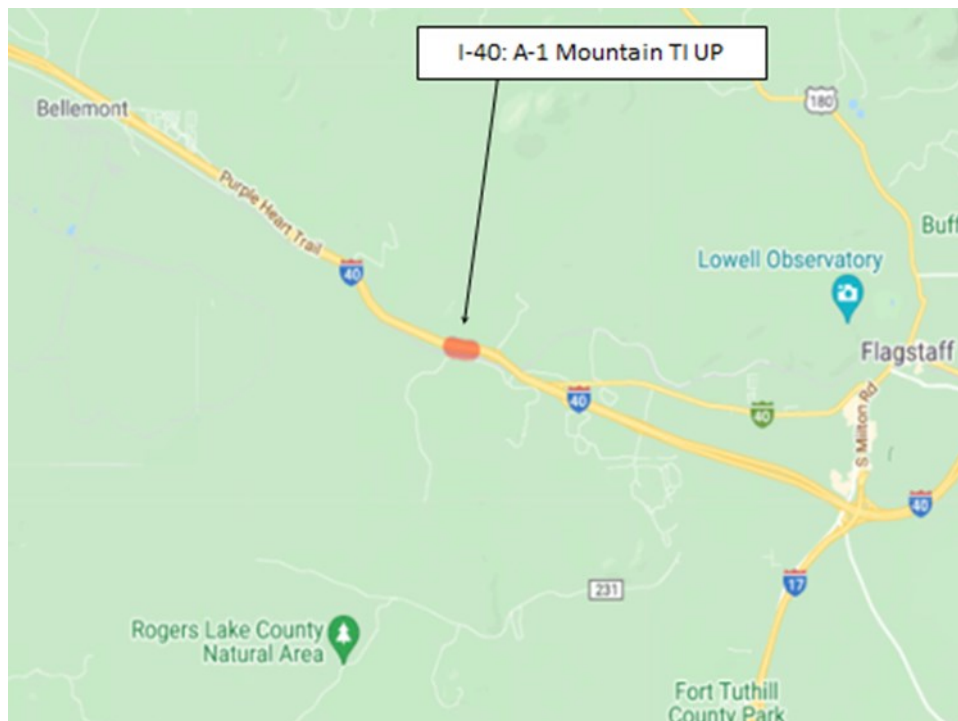 I-40: A-1 Mountain TI UP
Bellemont
180
Purple Heart Trail
Buff
40
Lowell Observatory
Flagstaff
40
40
S Milton Rd
40
231
17
Rogers Lake County
Natural Area
Fort Tuthill
County Park